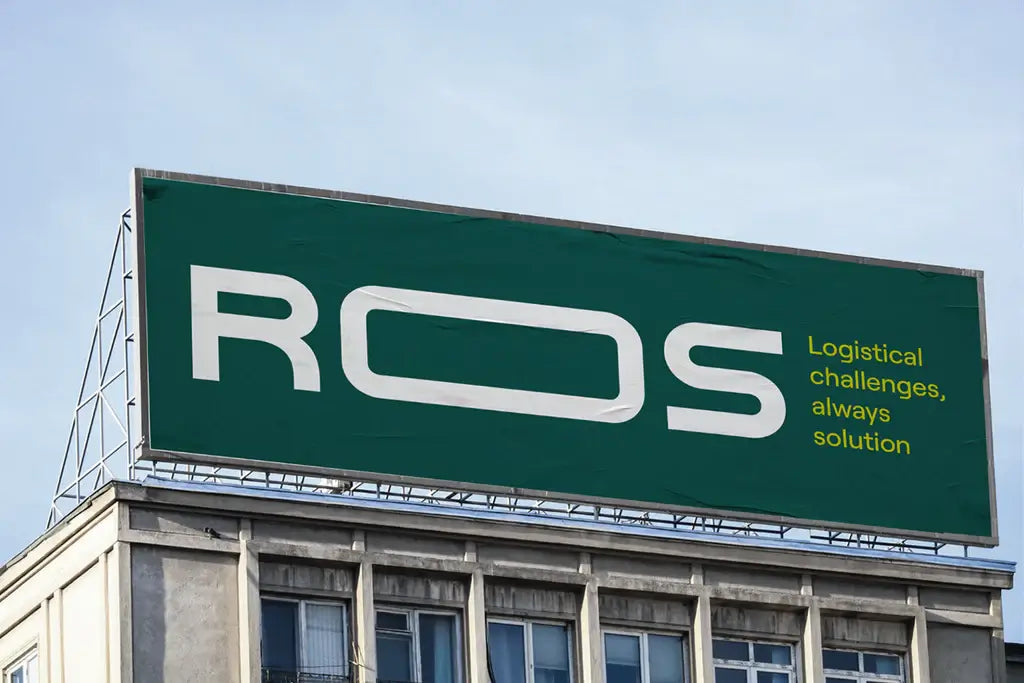 ROS
Logistical
challenges,
always
solution